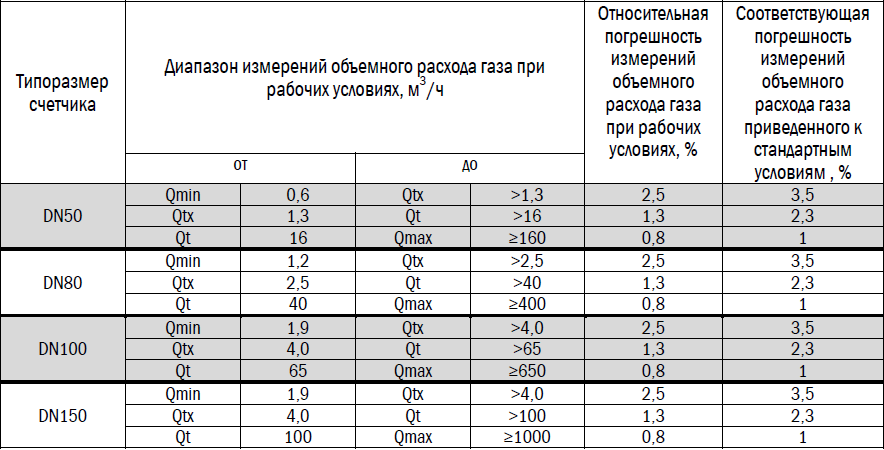 Типоразмер
счетчика
Диапазон измерений объемного расхода газа при
рабочих условиях, м³/ч
Относительная
погрешность
измерений
объемного
расхода газа
при рабочих
условиях, %
Соответствующая
погрешность
измерений
объемного
расхода газа
приведенного к
стандартным
условиям , %
от до
DN50
Qmin 0,6 Qtx >1,3 2,5 3,5
Qtx 1,3 Qt >16 1,3 2,3
Qt 16 Qmax ≥160 0,8 1
DN80
Qmin 1,2 Qtx >2,5 2,5 3,5
Qtx 2,5 Qt >40 1,3 2,3
Qt 40 Qmax ≥400 0,8 1
DN100
Qmin 1,9 Qtx >4,0 2,5 3,5
Qtx 4,0 Qt >65 1,3 2,3
Qt 65 Qmax ≥650 0,8 1
DN150
Qmin 1,9 Qtx >4,0 2,5 3,5
Qtx 4,0 Qt >100 1,3 2,3
Qt 100 Qmax ≥1000 0,8 1